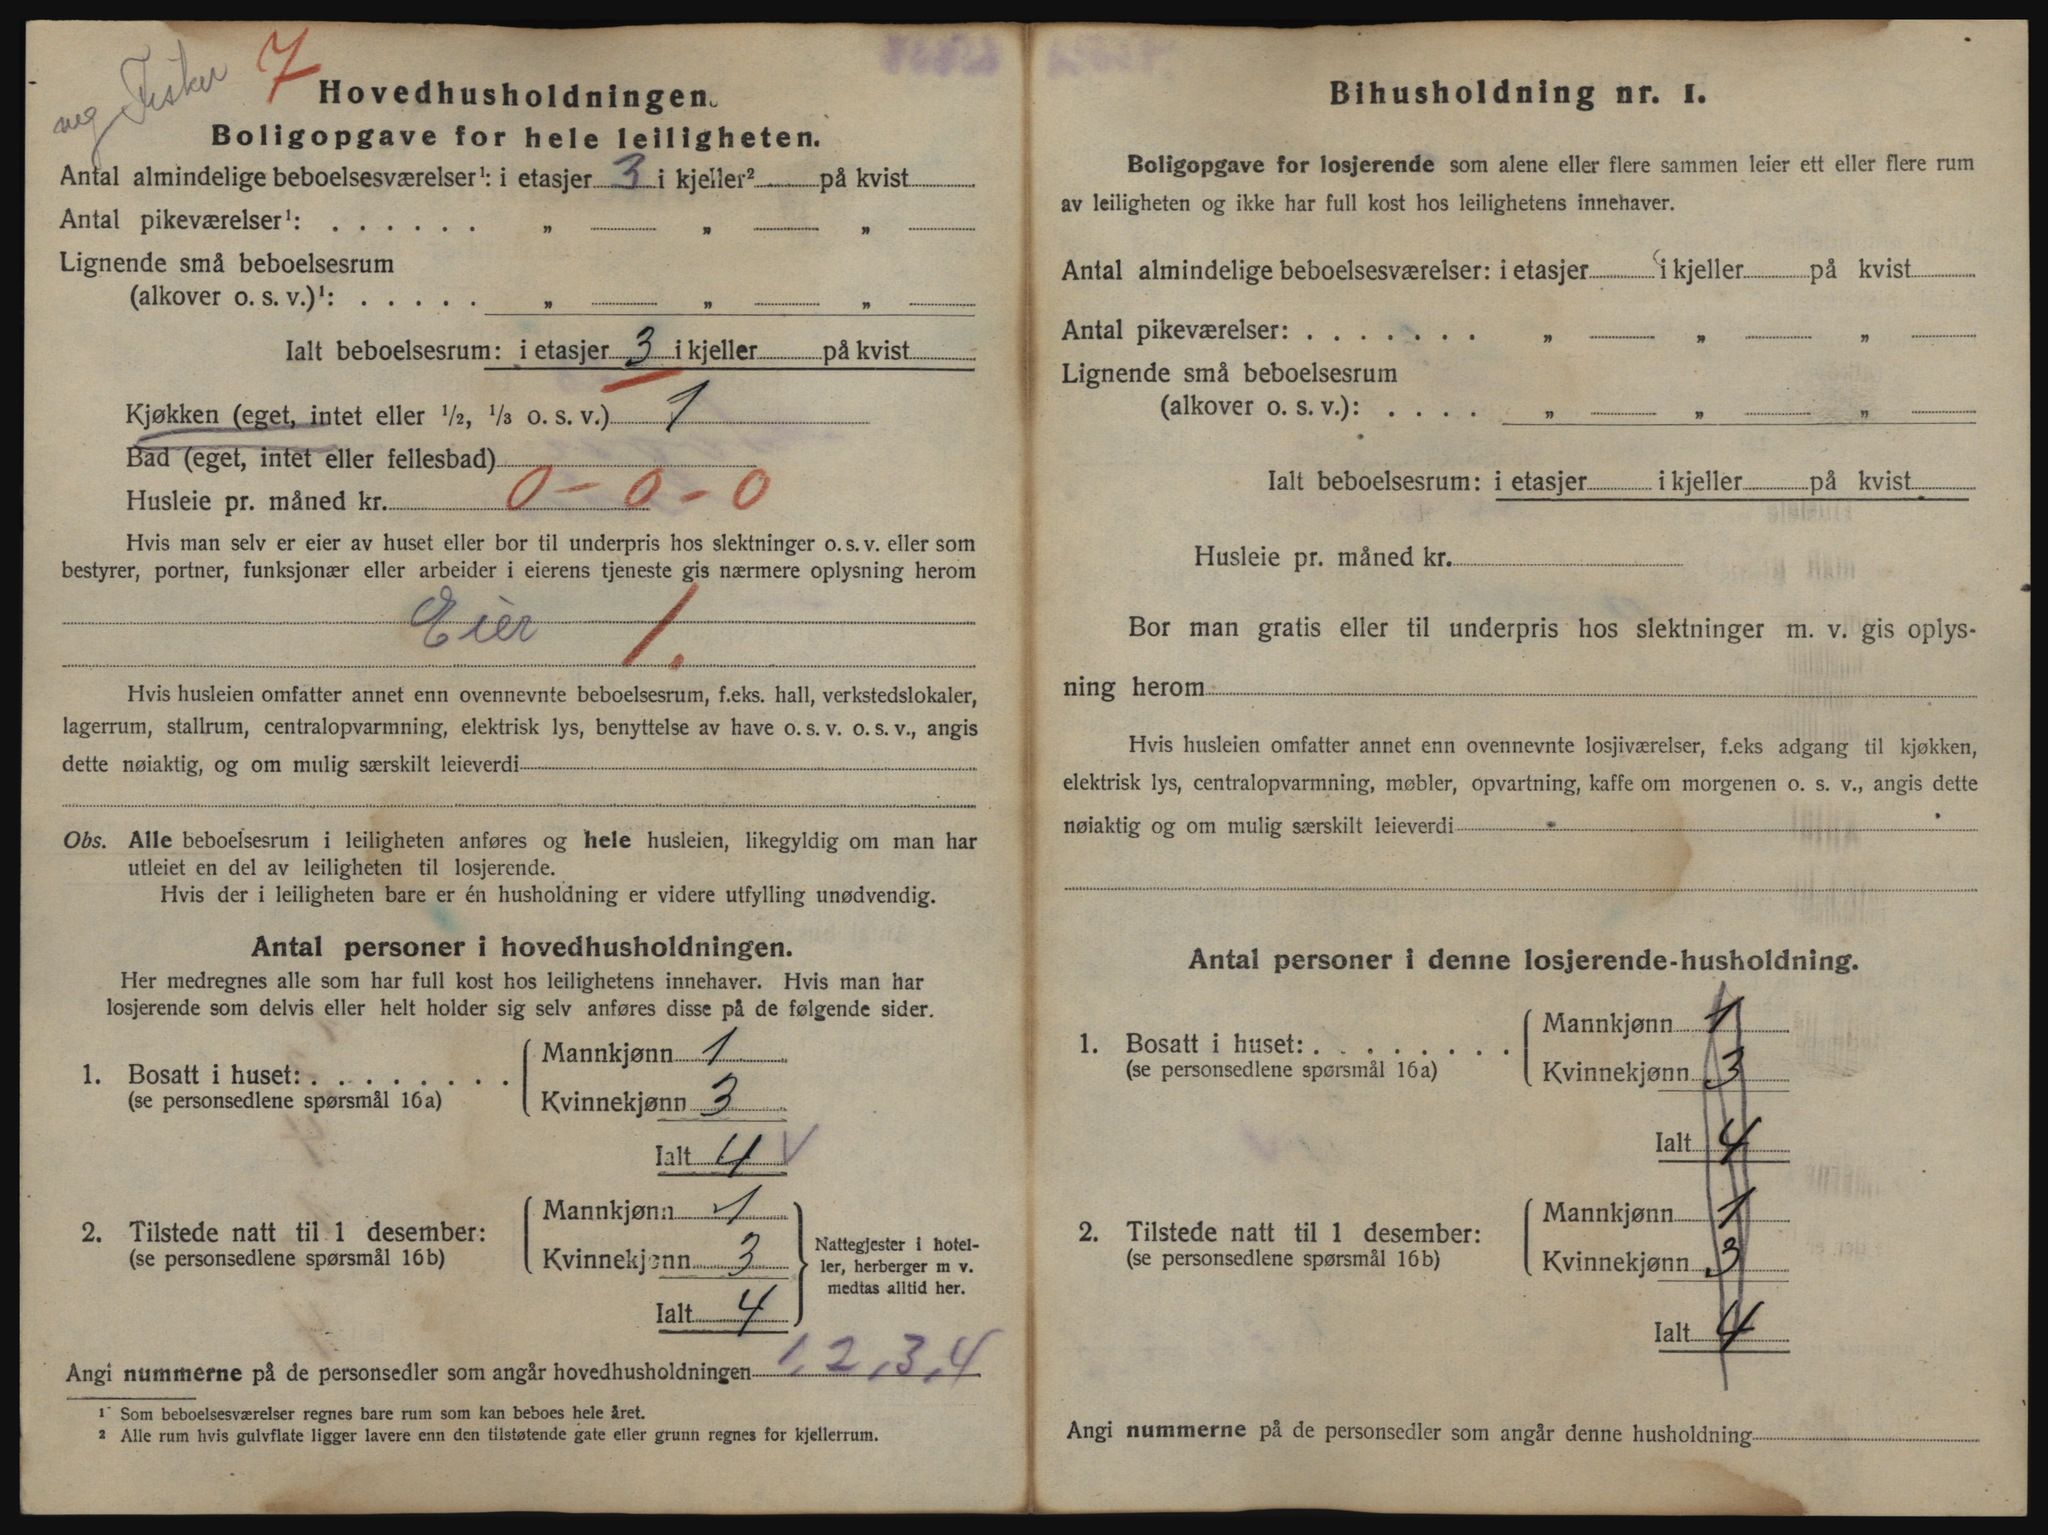 Fisker 7
Hovedhusholdningen.
Boligopgave for hele leiligheten.
Antal almindelige beboelsesværelser¹: i etasjer 3 i kjeller² på kvist
Antal pikeværelser¹: . . . . . . „ „ „
Lignende små beboelsesrum
(alkover o. s. v.)¹: . . . . . „ „ „
Ialt beboelsesrum: i etasjer 3 i kjeller på kvist
Kjøkken (eget, intet eller ½, ⅓ o. s. v.) 1
Bad (eget, intet eller fellesbad)
Husleie pr. måned kr. 0 - 0 - 0
Hvis man selv er eier av huset eller bor til underpris hos slektninger o. s. v. eller som
bestyrer, portner, funksjonær eller arbeider i eierens tjeneste gis nærmere oplysning herom
Eier 1.
Hvis husleien omfatter annet enn ovennevnte beboelsesrum, f.eks. hall, verkstedslokaler,
lagerrum, stallrum, centralopvarmning, elektrisk lys, benyttelse av have o. s. v. o. s. v., angis
dette nøiaktig, og om mulig særskilt leieverdi
Obs. Alle beboelsesrum i leiligheten anføres og hele husleien, likegyldig om man har
utleiet en del av leiligheten til losjerende.
Hvis der i leiligheten bare er én husholdning er videre utfylling unødvendig.
Antal personer i hovedhusholdningen.
Her medregnes alle som har full kost hos leilighetens innehaver. Hvis man har
losjerende som delvis eller helt holder sig selv anføres disse på de følgende sider.
Mannkjønn 1
1. Bosatt i huset: . . . . . . . .
(se personsedlene spørsmål 16a)
Kvinnekjønn 3
Ialt 4 V
Mannkjønn 1
2. Tilstede natt til 1 desember:
(se personsedlene spørsmål 16b)
Kvinnekjønn 3
Ialt 4
Nattegjester i hotel-
ler, herberger m v.
medtas alltid her.
Angi nummerne på de personsedler som angår hovedhusholdningen 1, 2, 3, 4
¹ Som beboelsesværelser regnes bare rum som kan beboes hele året.
² Alle rum hvis gulvflate ligger lavere enn den tilstøtende gate eller grunn regnes for kjellerrum.
Bihusholdning nr. 1.
Boligopgave for losjerende som alene eller flere sammen leier ett eller flere rum
av leiligheten og ikke har full kost hos leilighetens innehaver.
Antal almindelige beboelsesværelser: i etasjer i kjeller på kvist
Antal pikeværelser: . . . . . . . „ „ „
Lignende små beboelsesrum
(alkover o. s. v.): . . . . „ „ „
Ialt beboelsesrum: i etasjer i kjeller på kvist
Husleie pr. måned kr.
Bor man gratis eller til underpris hos slektninger m. v. gis oplys-
ning herom
Hvis husleien omfatter annet enn ovennevnte losjiværelser, f.eks adgang til kjøkken,
elektrisk lys, centralopvarmning, møbler, opvartning, kaffe om morgenen o. s. v., angis dette
nøiaktig og om mulig særskilt leieverdi
Antal personer i denne losjerende-husholdning.
Mannkjønn 1
1. Bosatt i huset: . . . . . . . .
(se personsedlene spørsmål 16a)
Kvinnekjønn 3
Ialt 4
Mannkjønn 1
2. Tilstede natt til 1 desember:
(se personsedlene spørsmål 16b)
Kvinnekjønn 3
Ialt 4
Angi nummerne på de personsedler som angår denne husholdning